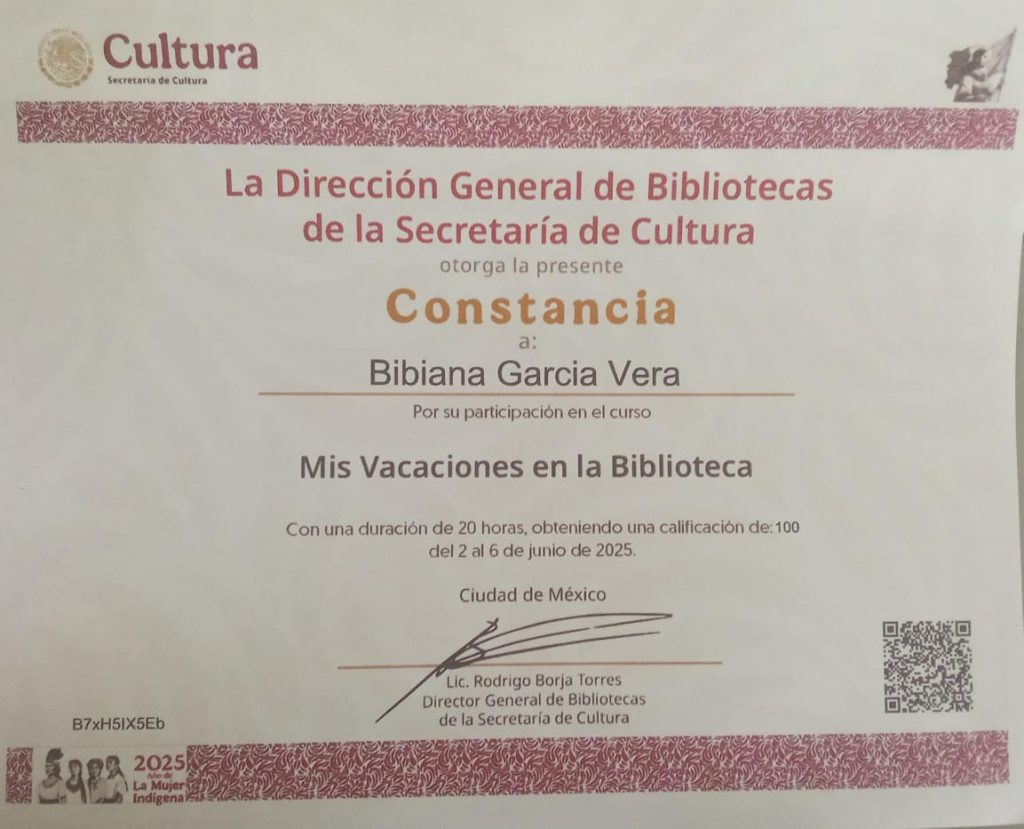 Cultura
Secretaría de Cultura
La Dirección General de Bibliotecas
de la Secretaría de Cultura
otorga la presente
Constancia
a:
Bibiana Garcia Vera
Por su participación en el curso
Mis Vacaciones en la Biblioteca
Con una duración de 20 horas, obteniendo una calificación de:100
del 2 al 6 de junio de 2025.
Ciudad de México
Lic. Rodrigo Borja Torres
Director General de Bibliotecas
de la Secretaría de Cultura
B7xH5IX5Eb
2025
Año de
La Mujer
Indígena